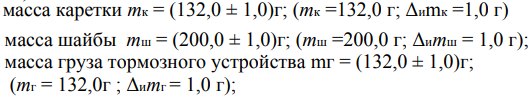 масса каретки mк = (132,0 ± 1,0)г; (mк =132,0 г; Δиmк =1,0 г)
масса шайбы mш = (200,0 ± 1,0)г; (mш =200,0 г; Δиmш = 1,0 г);
масса груза тормозного устройства mг = (132,0 ± 1,0)г;
(mг = 132,0г ; Δиmг = 1,0 г);